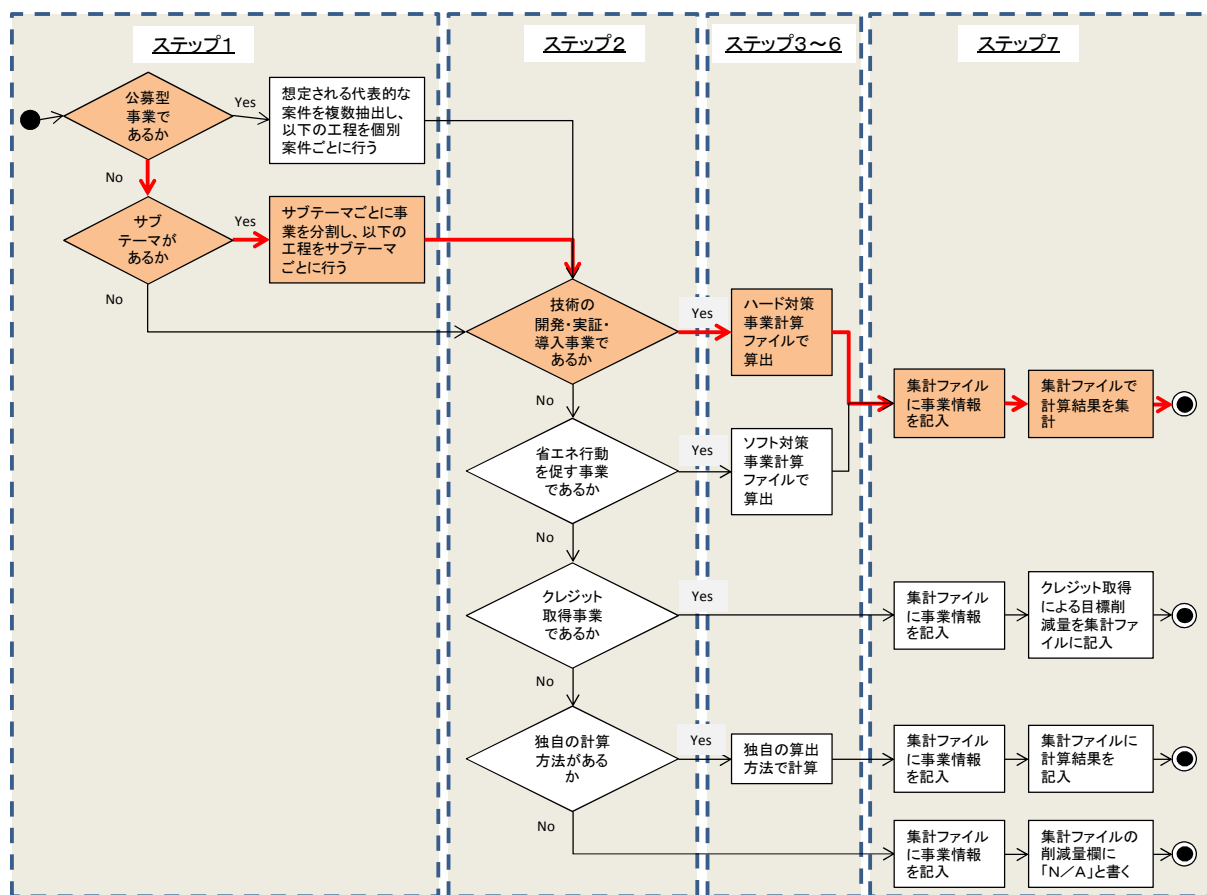 ステップ1
ステップ2
ステップ3～6
ステップ7
公募型
事業で
あるか
Yes
想定される代表的な
案件を複数抽出し、
以下の工程を個別
案件ごとに行う
No
サブ
テーマが
あるか
Yes
サブテーマごとに事
業を分割し、以下の
工程をサブテーマ
ごとに行う
No
技術の
開発・実証・
導入事業で
あるか
Yes
ハード対策
事業計算
ファイルで
算出
集計ファイル
に事業情報
を記入
集計ファイルで
計算結果を集
計
No
省エネ行動
を促す事業
であるか
Yes
ソフト対策
事業計算
ファイルで
算出
No
クレジット
取得事業
であるか
Yes
集計ファイル
に事業情報
を記入
クレジット取得
による目標削
減量を集計ファ
イルに記入
No
独自の計算
方法がある
か
Yes
独自の算出
方法で計算
集計ファイル
に事業情報
を記入
集計ファイルに
計算結果を
記入
No
集計ファイル
に事業情報
を記入
集計ファイルの
削減量欄に
「N／A」と書く